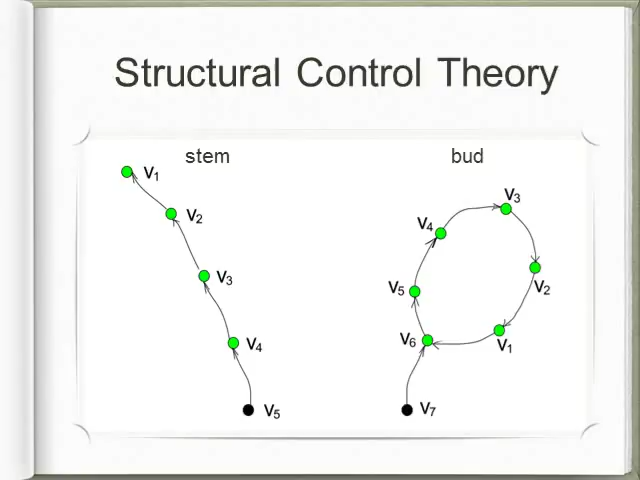 Structural Control Theory
stem
bud
V₁
V₂
V₃
V₄
V₅
V₃
V₄
V₂
V₅
V₆
V₁
V₇